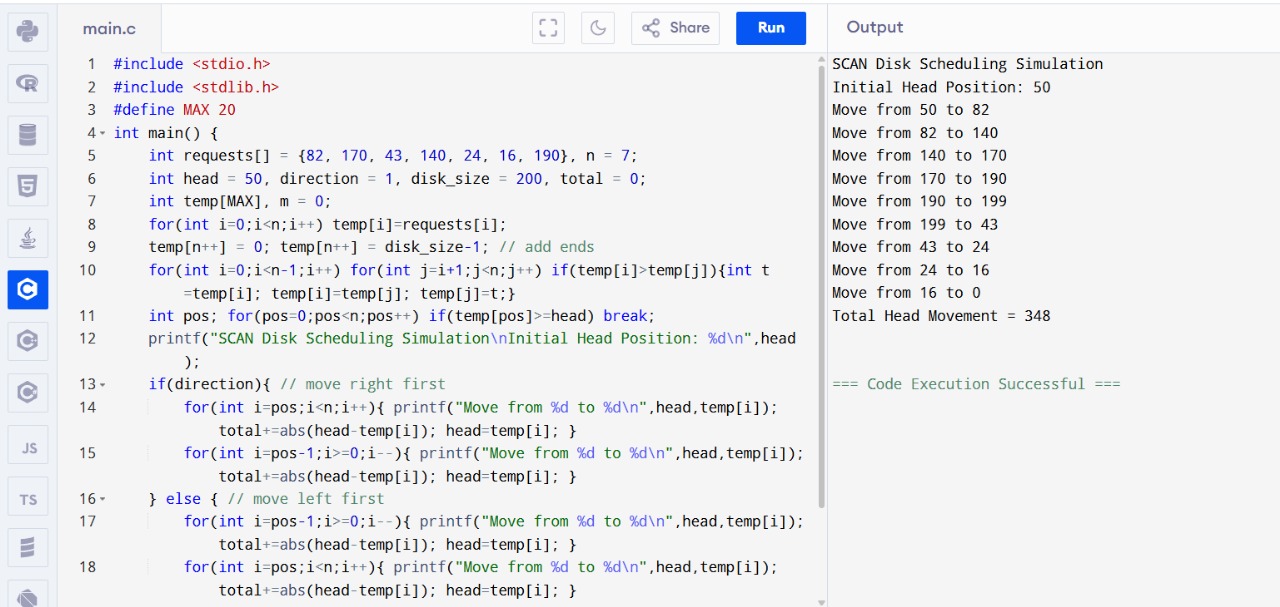 main.c
Share
Run
Output
1 #include <stdio.h>
2 #include <stdlib.h>
3 #define MAX 20
4 int main() {
5 int requests[] = {82, 170, 43, 140, 24, 16, 190}, n = 7;
6 int head = 50, direction = 1, disk_size = 200, total = 0;
7 int temp[MAX], m = 0;
8 for(int i=0;i<n;i++) temp[i]=requests[i];
9 temp[n++] = 0; temp[n++] = disk_size-1; // add ends
10 for(int i=0;i<n-1;i++) for(int j=i+1;j<n;j++) if(temp[i]>temp[j]){int t
=temp[i]; temp[i]=temp[j]; temp[j]=t;}
11 int pos; for(pos=0;pos<n;pos++) if(temp[pos]>=head) break;
12 printf("SCAN Disk Scheduling Simulation\nInitial Head Position: %d\n",head
);
13 if(direction){ // move right first
14 for(int i=pos;i<n;i++){ printf("Move from %d to %d\n",head,temp[i]);
total+=abs(head-temp[i]); head=temp[i]; }
15 for(int i=pos-1;i>=0;i--){ printf("Move from %d to %d\n",head,temp[i]);
total+=abs(head-temp[i]); head=temp[i]; }
16 } else { // move left first
17 for(int i=pos-1;i>=0;i--){ printf("Move from %d to %d\n",head,temp[i]);
total+=abs(head-temp[i]); head=temp[i]; }
18 for(int i=pos;i<n;i++){ printf("Move from %d to %d\n",head,temp[i]);
total+=abs(head-temp[i]); head=temp[i]; }
SCAN Disk Scheduling Simulation
Initial Head Position: 50
Move from 50 to 82
Move from 82 to 140
Move from 140 to 170
Move from 170 to 190
Move from 190 to 199
Move from 199 to 43
Move from 43 to 24
Move from 24 to 16
Move from 16 to 0
Total Head Movement = 348
=== Code Execution Successful ===
R
5
C
C
C
JS
TS